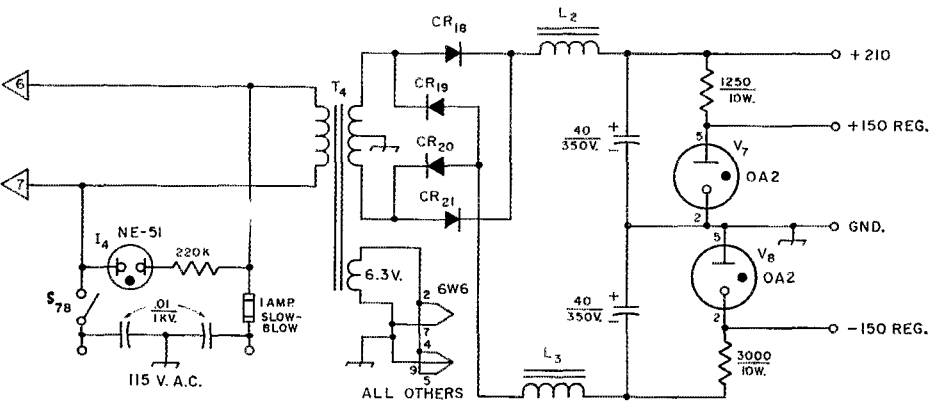 L2
CR18
+210
6
T4
1250
10W.
CR19
+150 REG.
40
350V.
+
−
5
V7
OA2
CR20
7
CR21
2
GND.
I4
NE-51
220K
5
V8
OA2
6.3V.
S78
.01
1KV.
1 AMP.
SLOW-
BLOW
2
6W6
7
40
350V.
+
−
2
-150 REG.
4
9
5
L3
3000
10W.
115 V. A.C.
ALL OTHERS